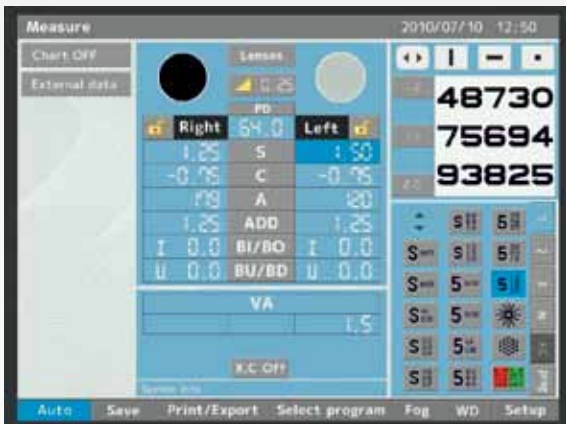 Measure 2010/07/10 12:50
Chart OFF
External data
Lenses
0.25
PD
Right 64.0 Left
1.25 S 1.50
-0.75 C -0.75
179 A 120
1.25 ADD 1.25
I 0.0 BI/BO I 0.0
U 0.0 BU/BD U 0.0
VA
1.5
X.C Off
48730
75694
93825
Auto Save Print/Export Select program Fog WD Setup